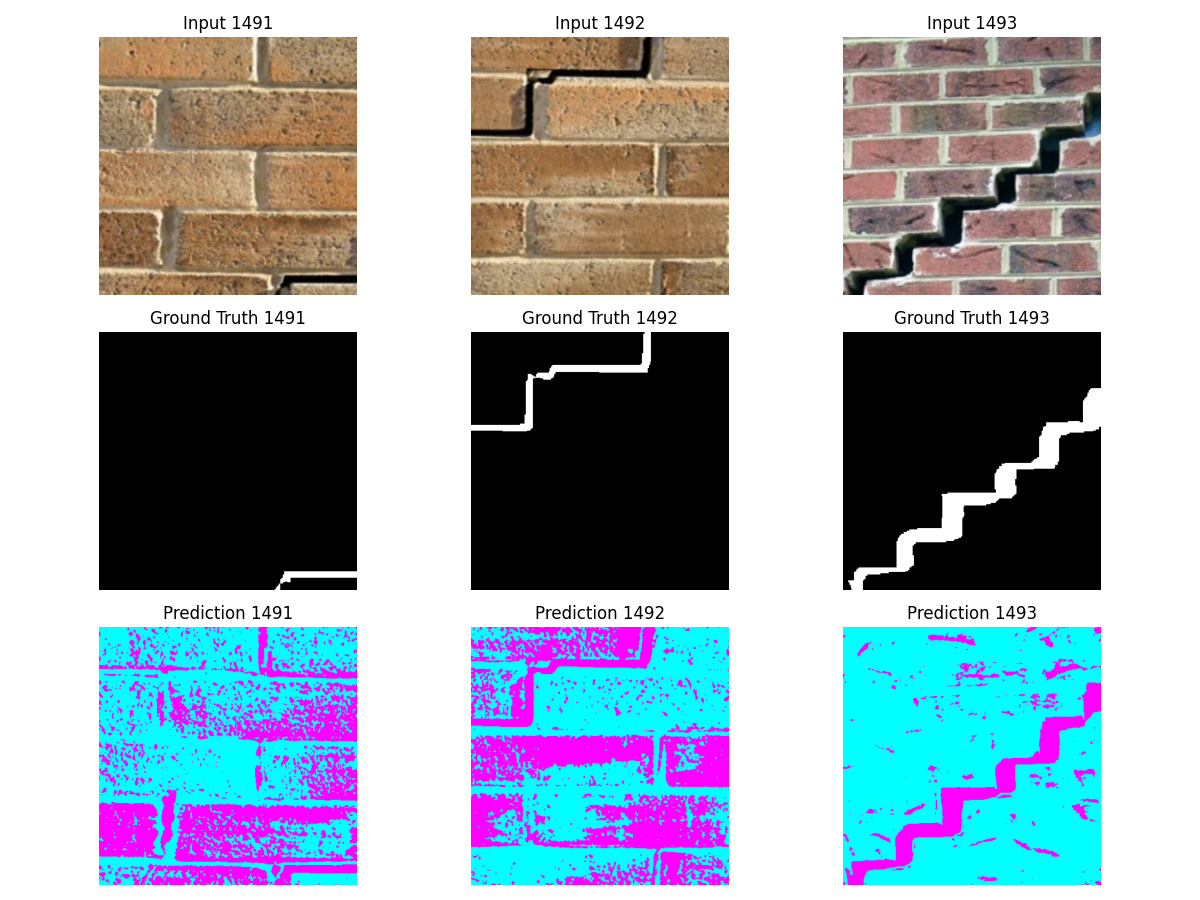 Input 1491
Input 1492
Input 1493
Ground Truth 1491
Ground Truth 1492
Ground Truth 1493
Prediction 1491
Prediction 1492
Prediction 1493